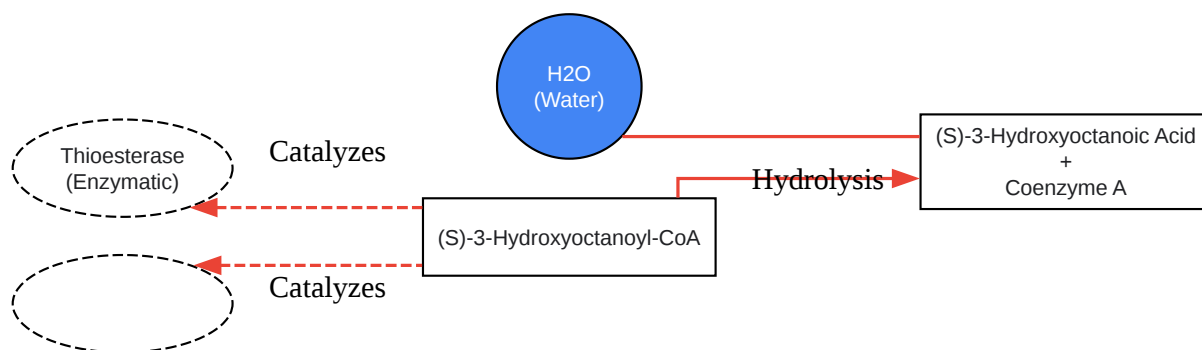 H2O
(Water)
Thioesterase
(Enzymatic)
Catalyzes
(S)-3-Hydroxyoctanoic Acid
+
Coenzyme A
Hydrolysis
(S)-3-Hydroxyoctanoyl-CoA
Catalyzes